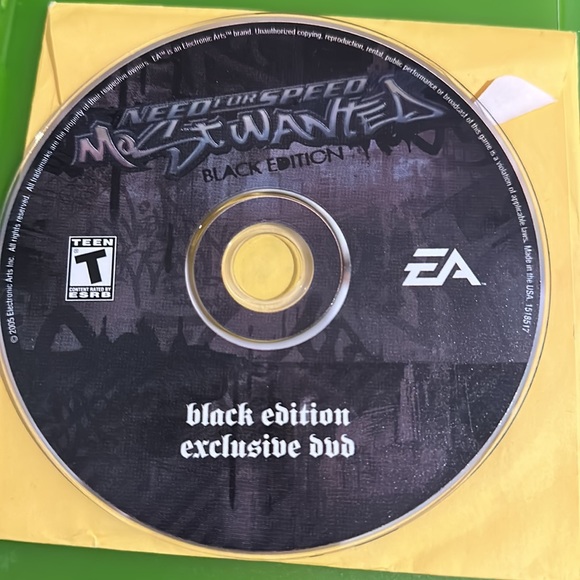 NEED FOR SPEED
MOST WANTED
BLACK EDITION
TEEN
T
CONTENT RATED BY
ESRB
EA™
black edition
exclusive dvd
© 2005 Electronic Arts Inc. All rights reserved. All trademarks are the property of their respective owners. EA™ is an Electronic Arts™ brand. Unauthorized copying, reproduction, rental, public performance or broadcast of this game is a violation of applicable laws. Made in the USA. 1518517